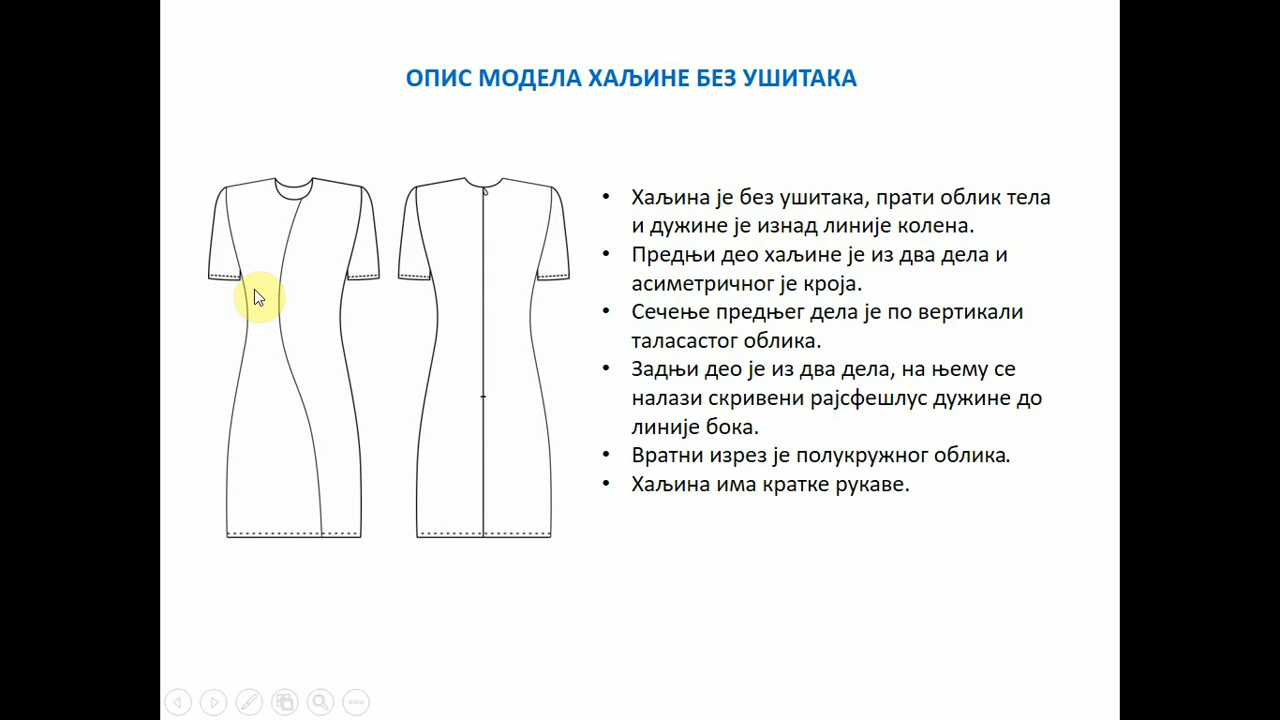 ОПИС МОДЕЛА ХАЉИНЕ БЕЗ УШИТАКА
• Хаљина је без ушитака, прати облик тела
и дужине је изнад линије колена.
• Предњи део хаљине је из два дела и
асиметричног је кроја.
• Сечење предњег дела је по вертикали
таласастог облика.
• Задњи део је из два дела, на њему се
налази скривени рајсфешлус дужине до
линије бока.
• Вратни изрез је полукружног облика.
• Хаљина има кратке рукаве.